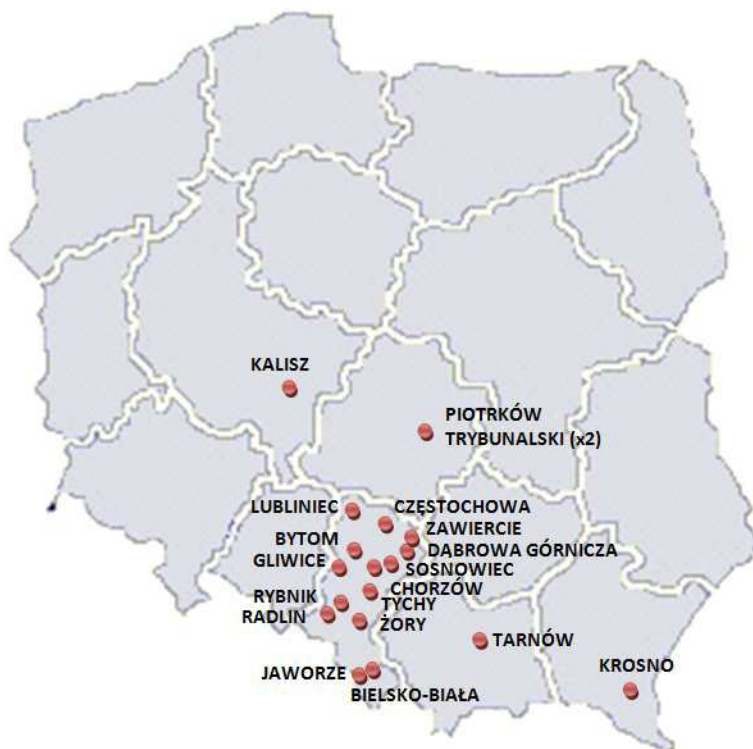 KALISZ
PIOTRKÓW
TRYBUNALSKI (x2)
LUBLINIEC
CZĘSTOCHOWA
ZAWIERCIE
BYTOM
DĄBROWA GÓRNICZA
GLIWICE
SOSNOWIEC
CHORZÓW
RYBNIK
TYCHY
RADLIN
ŻORY
TARNÓW
KROSNO
JAWORZE
BIELSKO-BIAŁA